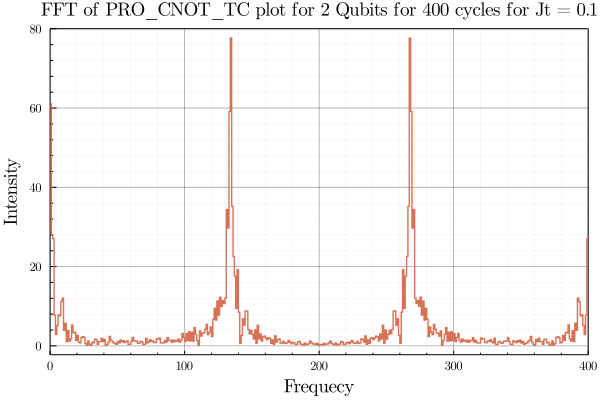 FFT of PRO_CNOT_TC plot for 2 Qubits for 400 cycles for Jt = 0.1
80
60
40
20
0
Intensity
0 100 200 300 400
Frequecy